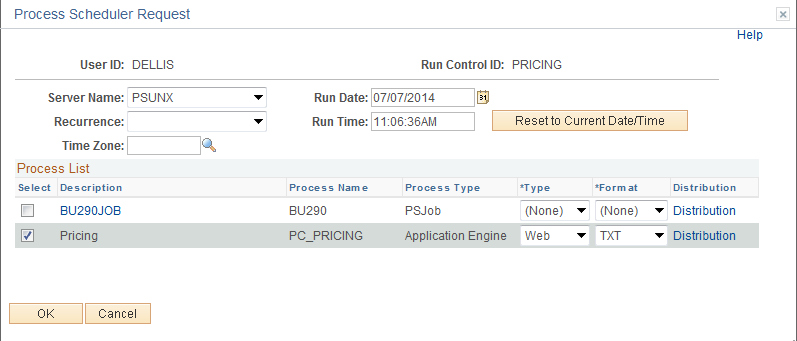 Process Scheduler Request
Help
User ID: DELLIS Run Control ID: PRICING
Server Name: PSUNX Run Date: 07/07/2014 31
Recurrence: Run Time: 11:06:36AM Reset to Current Date/Time
Time Zone:
Process List
Select Description Process Name Process Type *Type *Format Distribution
BU290JOB BU290 PSJob (None) (None) Distribution
Pricing PC_PRICING Application Engine Web TXT Distribution
OK Cancel